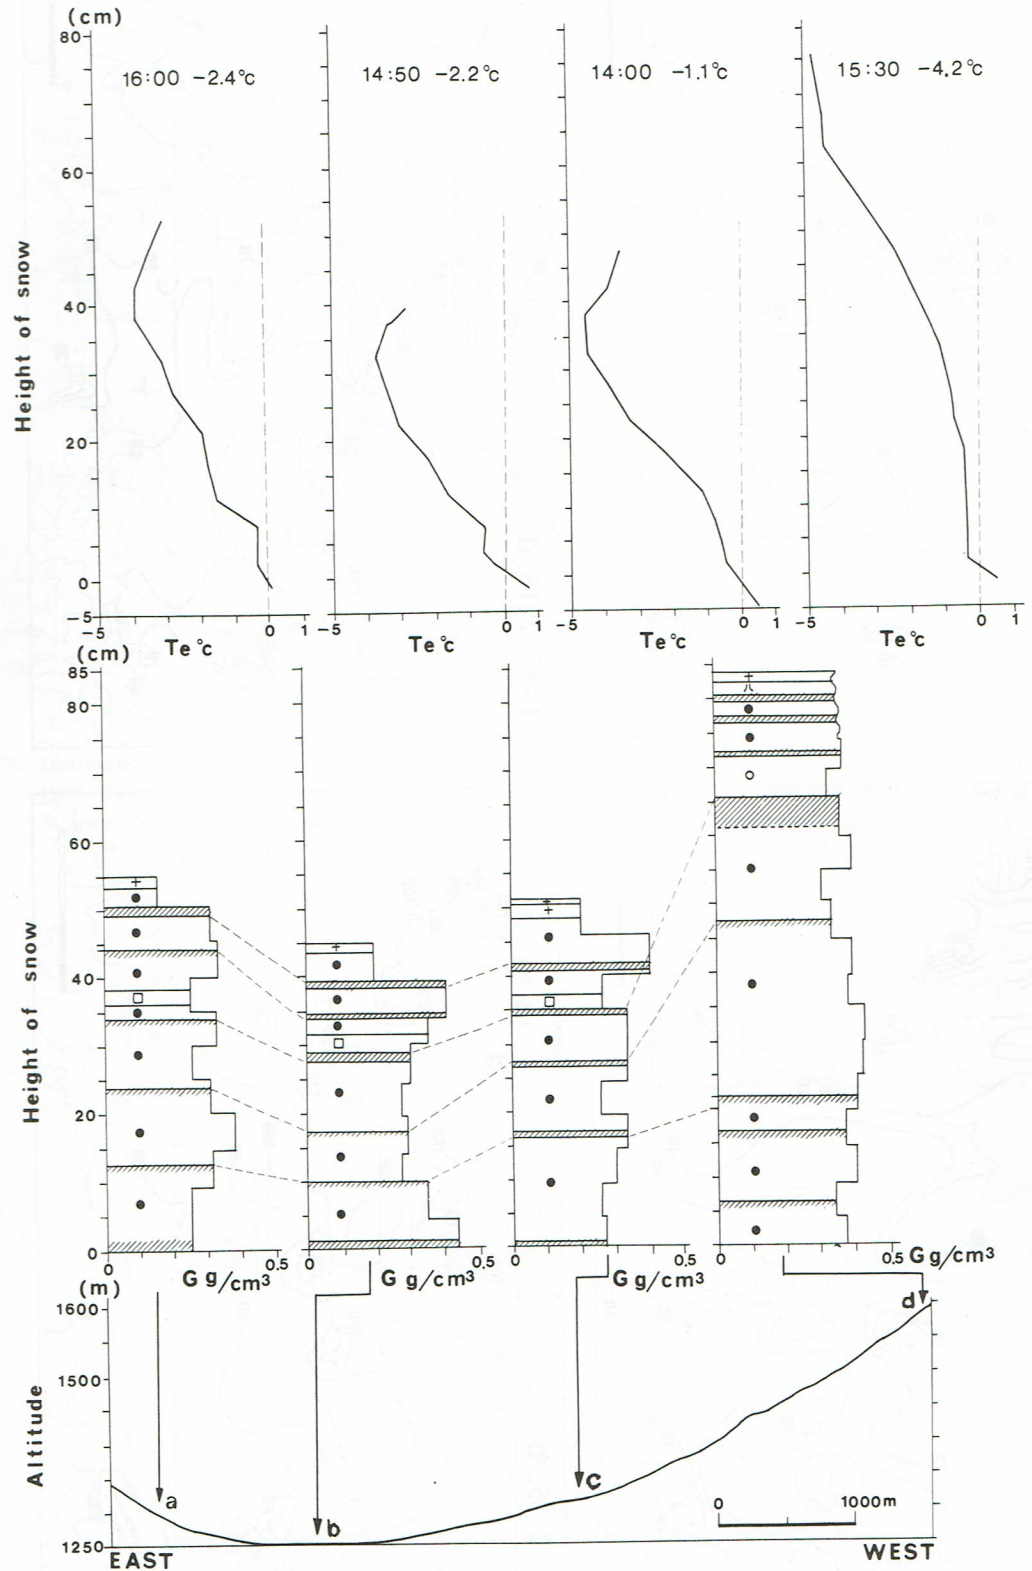 (cm)
80
16:00 -2.4°c
14:50 -2.2°c
14:00 -1.1°c
15:30 -4.2°c
60
Height of snow
40
20
0
-5
-5 0 1
-5 0 1
-5 0 1
-5 0 1
Te°c
Te°c
Te°c
Te°c
(cm)
85
80
60
Height of snow
40
20
0
0 0.5
0 0.5
0 0.5
0 0.5
G g/cm³
G g/cm³
G g/cm³
G g/cm³
(m)
1600
d
1500
Altitude
a
b
c
0 1000m
1250
EAST
WEST